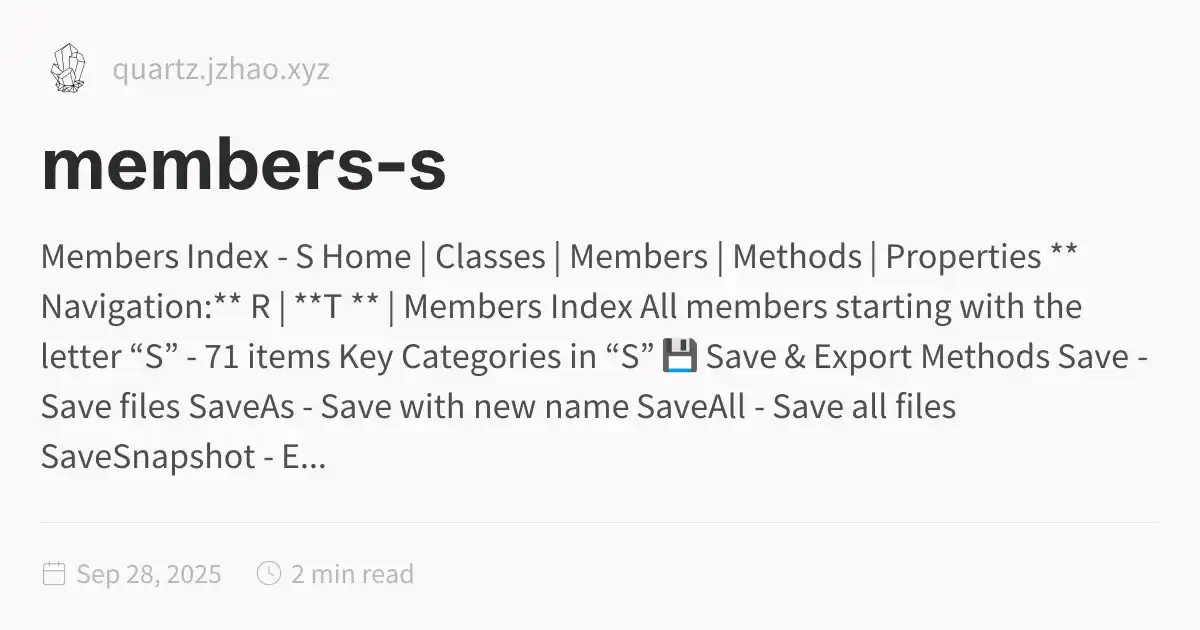 quartz.jzhao.xyz
members-s
Members Index - S Home | Classes | Members | Methods | Properties **
Navigation:** R | **T ** | Members Index All members starting with the
letter “S” - 71 items Key Categories in “S” 💾 Save & Export Methods Save -
Save files SaveAs - Save with new name SaveAll - Save all files
SaveSnapshot - E...
Sep 28, 2025 2 min read